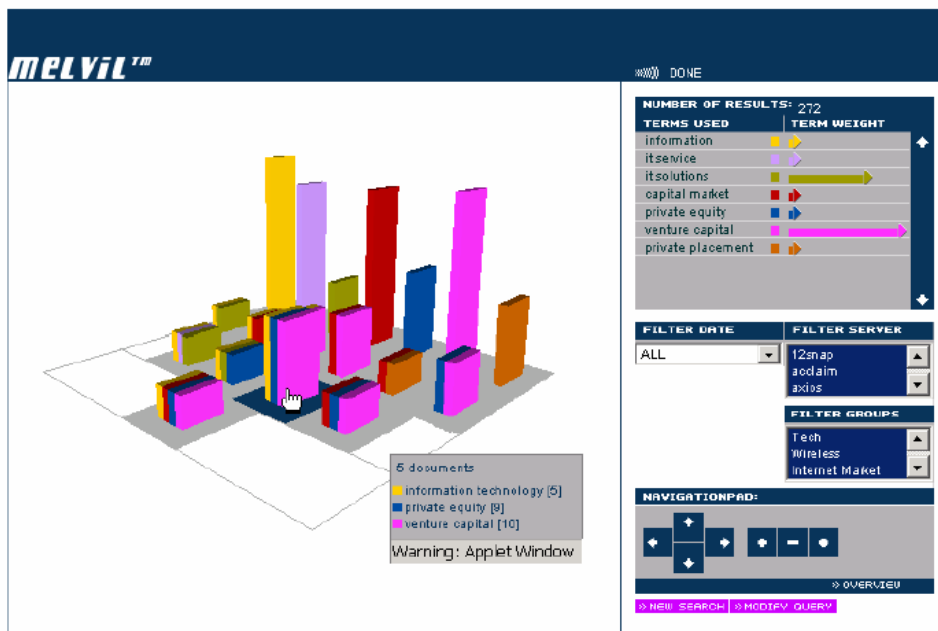 MELViL™
DONE
NUMBER OF RESULTS: 272
TERMS USED TERM WEIGHT
information
itservice
itsolutions
capital market
private equity
venture capital
private placement
FILTER DATE FILTER SERVER
ALL
12snap
acclaim
axios
FILTER GROUPS
Tech
Wireless
Internet Market
5 documents
information technology [5]
private equity [9]
venture capital [10]
Warning: Applet Window
NAVIGATIONPAD:
» OVERVIEW
» NEW SEARCH » MODIFY QUERY